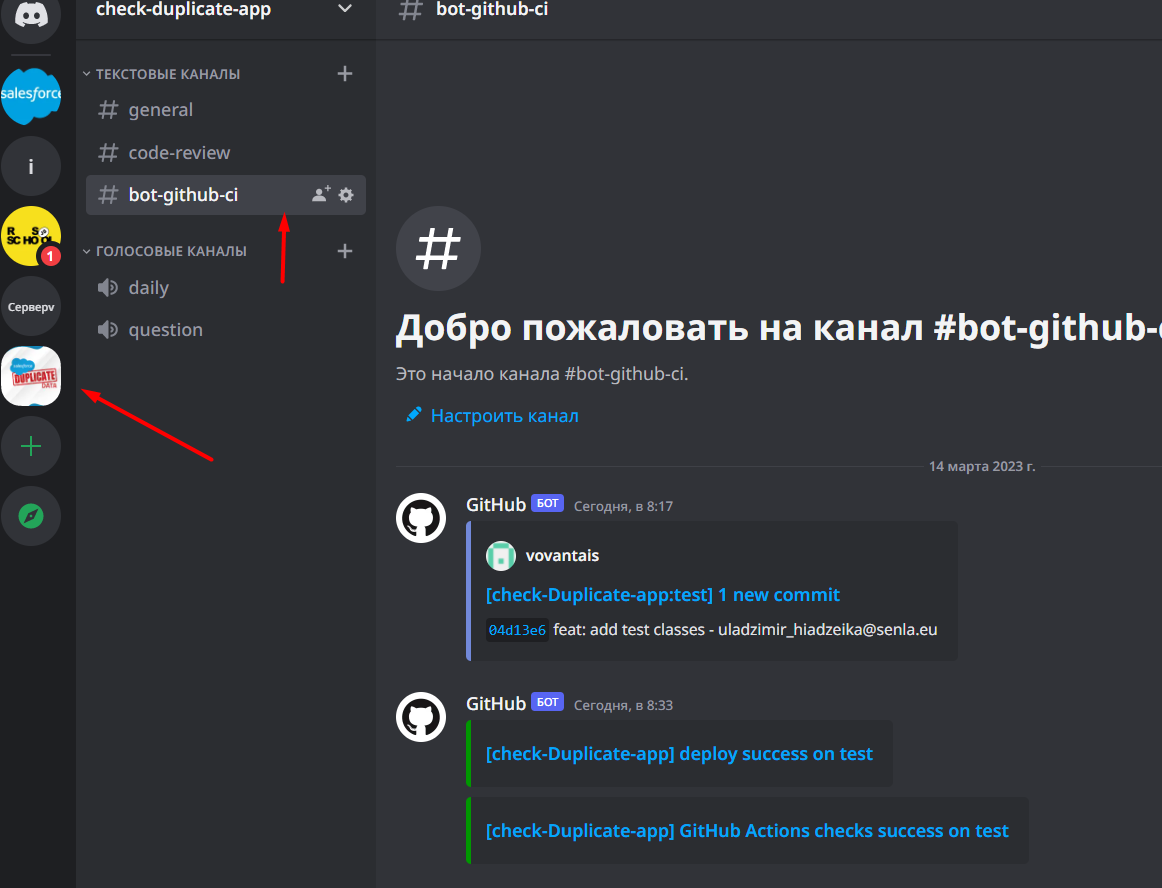 check-duplicate-app
bot-github-ci
salesforce
ТЕКСТОВЫЕ КАНАЛЫ
general
code-review
i
bot-github-ci
RS
SCHOOL
1
ГОЛОСОВЫЕ КАНАЛЫ
daily
Серверv
question
salesforce
DUPLICATE
DATA
Добро пожаловать на канал #bot-github-
Это начало канала #bot-github-ci.
Настроить канал
14 марта 2023 г.
GitHub БОТ Сегодня, в 8:17
vovantais
[check-Duplicate-app:test] 1 new commit
04d13e6 feat: add test classes - uladzimir_hiadzeika@senla.eu
GitHub БОТ Сегодня, в 8:33
[check-Duplicate-app] deploy success on test
[check-Duplicate-app] GitHub Actions checks success on test